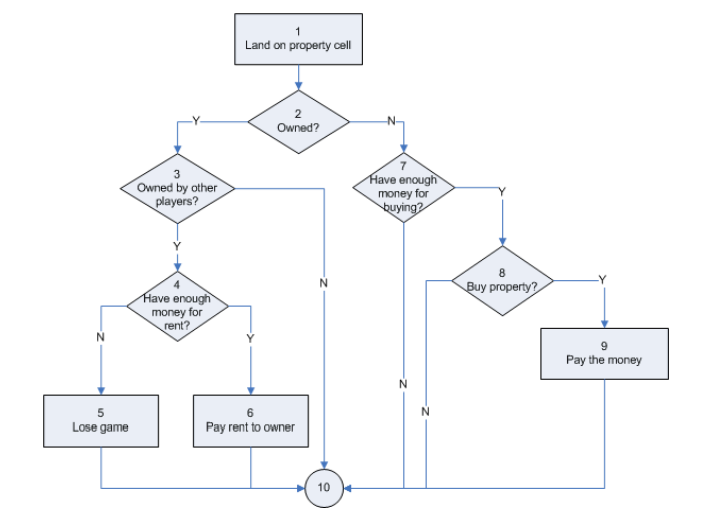 1
Land on property cell
2
Owned?
Y
N
3
Owned by other
players?
7
Have enough
money for
buying?
Y
Y
N
4
Have enough
money for
rent?
8
Buy property?
Y
N
Y
9
Pay the money
N
N
5
Lose game
6
Pay rent to owner
10